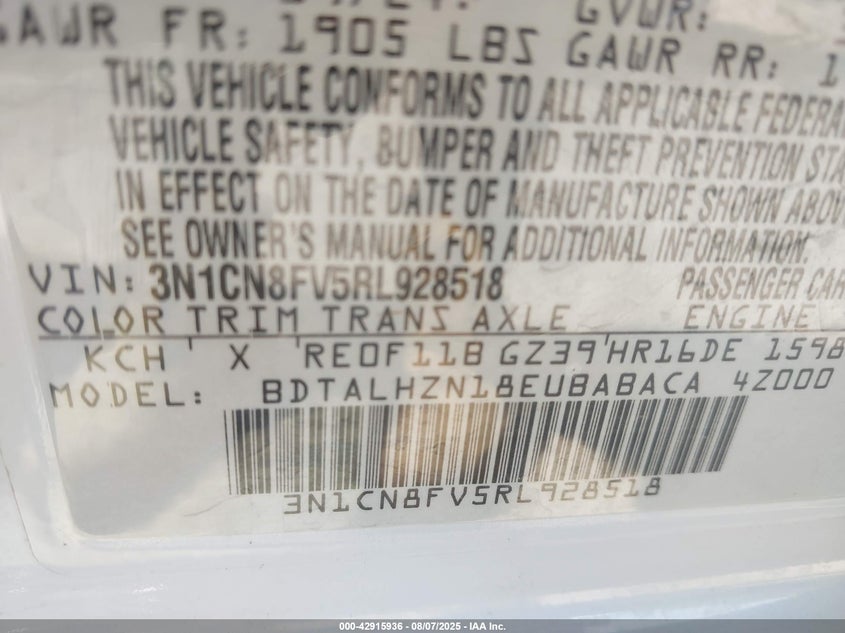 GVWR:
GAWR FR: 1905 LBS GAWR RR: 1
THIS VEHICLE CONFORMS TO ALL APPLICABLE FEDERA
VEHICLE SAFETY, BUMPER AND THEFT PREVENTION STA
IN EFFECT ON THE DATE OF MANUFACTURE SHOWN ABOV
SEE OWNER'S MANUAL FOR ADDITIONAL INFORMATION.
VIN: 3N1CN8FV5RL928518 PASSENGER CAR
COLOR TRIM TRANS AXLE ENGINE
KCH X RE0F11B GZ39 HR16DE 1598
MODEL: BDTALHZN18EUBABACA 4Z000
3N1CN8FV5RL928518
000-42915936 - 08/07/2025 - IAA Inc.